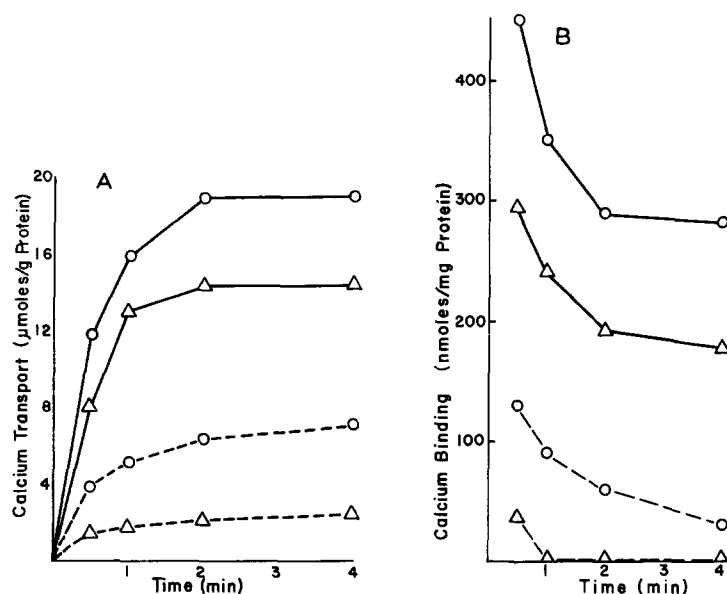 A
Calcium Transport (μmoles/g Protein)
20
16
12
8
4
1
2
3
4
Time (min)
B
Calcium Binding (nmoles/mg Protein)
400
300
200
100
1
2
3
4
Time (min)